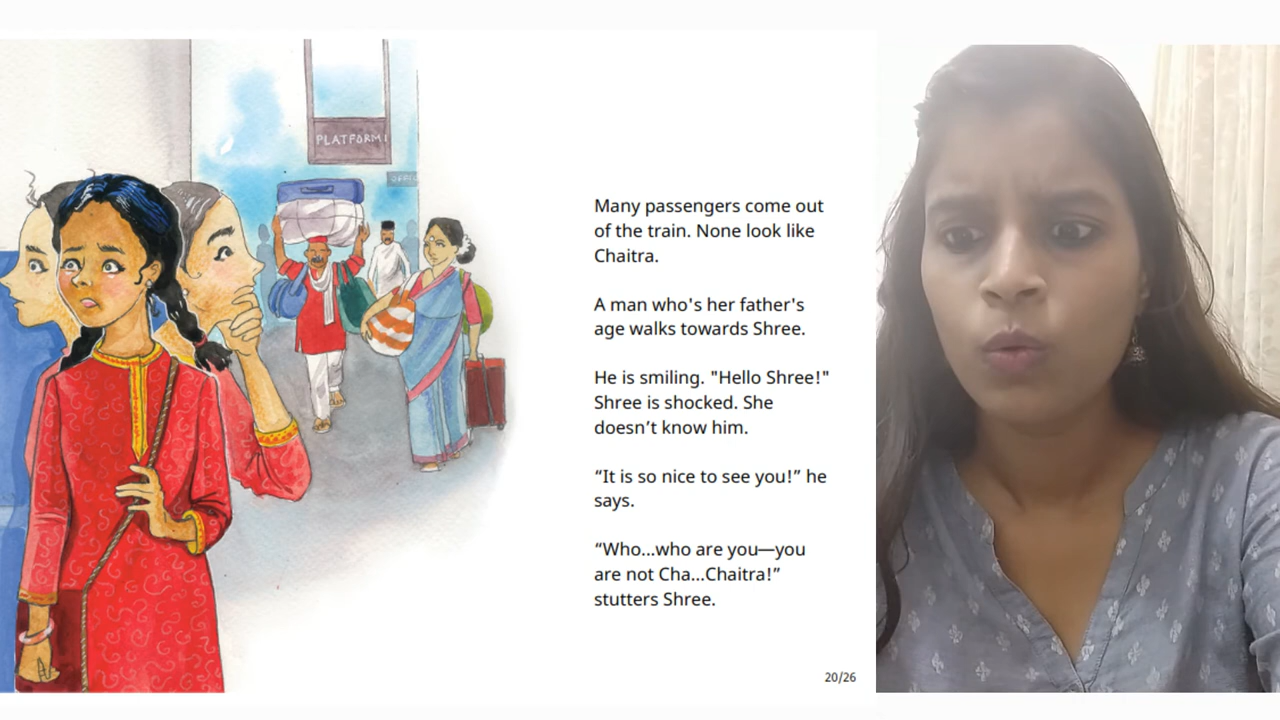 PLATFORM 1
OFFICE
Many passengers come out
of the train. None look like
Chaitra.
A man who's her father's
age walks towards Shree.
He is smiling. "Hello Shree!"
Shree is shocked. She
doesn’t know him.
“It is so nice to see you!” he
says.
“Who...who are you—you
are not Cha...Chaitra!”
stutters Shree.
20/26